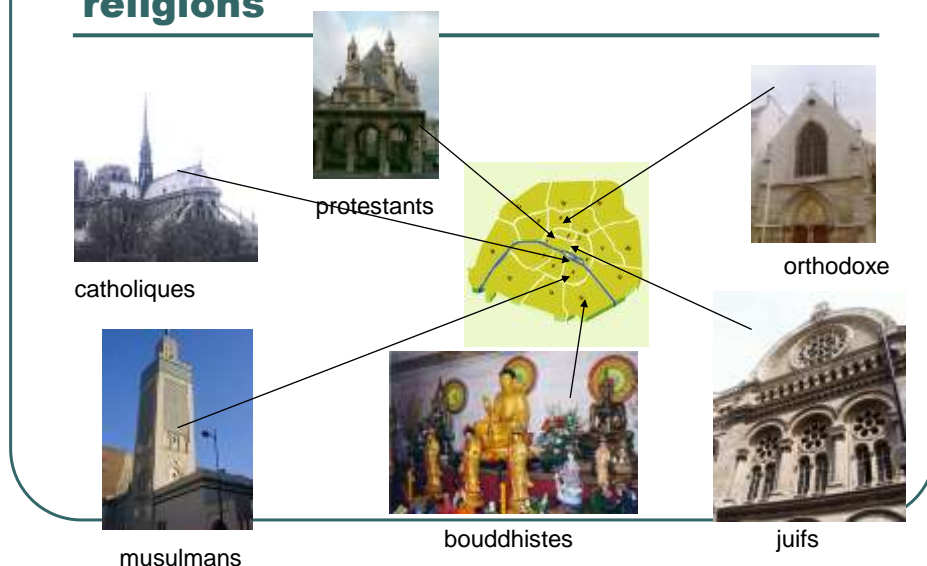 religions
protestants
orthodoxe
catholiques
bouddhistes
juifs
musulmans